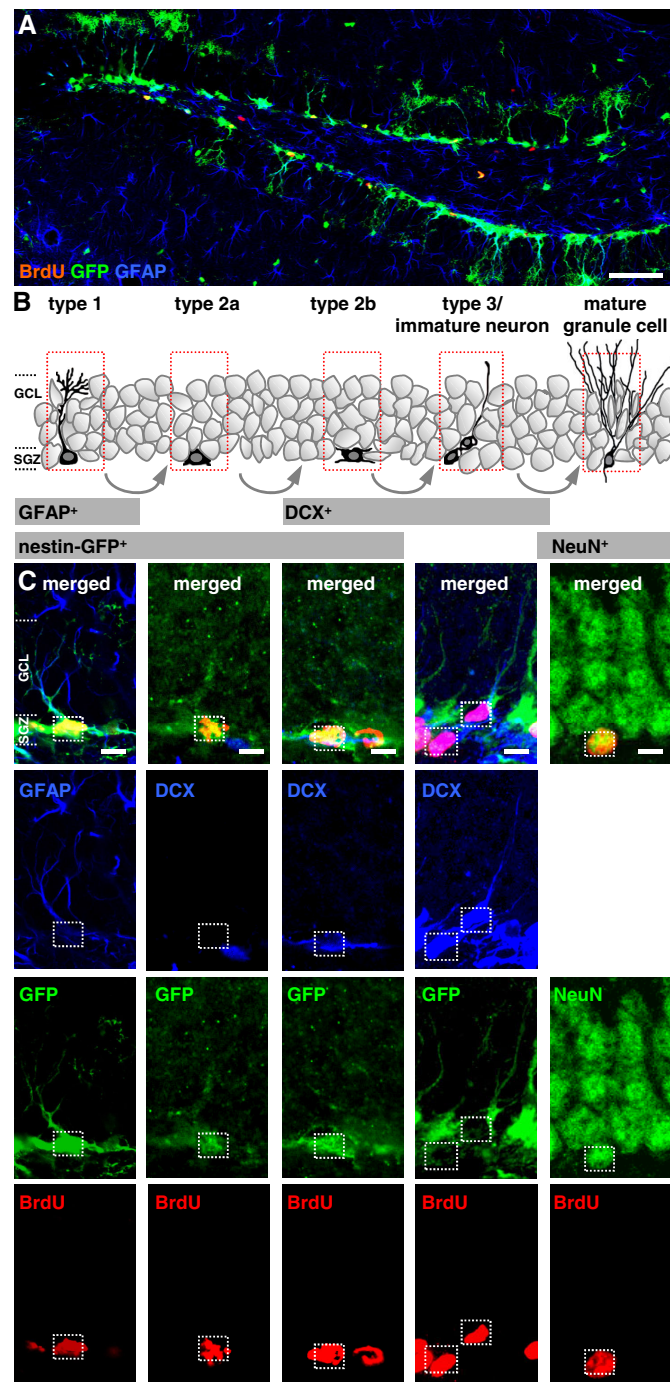 A
BrdU GFP GFAP
B
type 1
type 2a
type 2b
type 3/
immature neuron
mature
granule cell
GCL
SGZ
GFAP+
DCX+
nestin-GFP+
NeuN+
C
merged
merged
merged
merged
merged
GCL
SGZ
GFAP
DCX
DCX
DCX
GFP
GFP
GFP
GFP
NeuN
BrdU
BrdU
BrdU
BrdU
BrdU